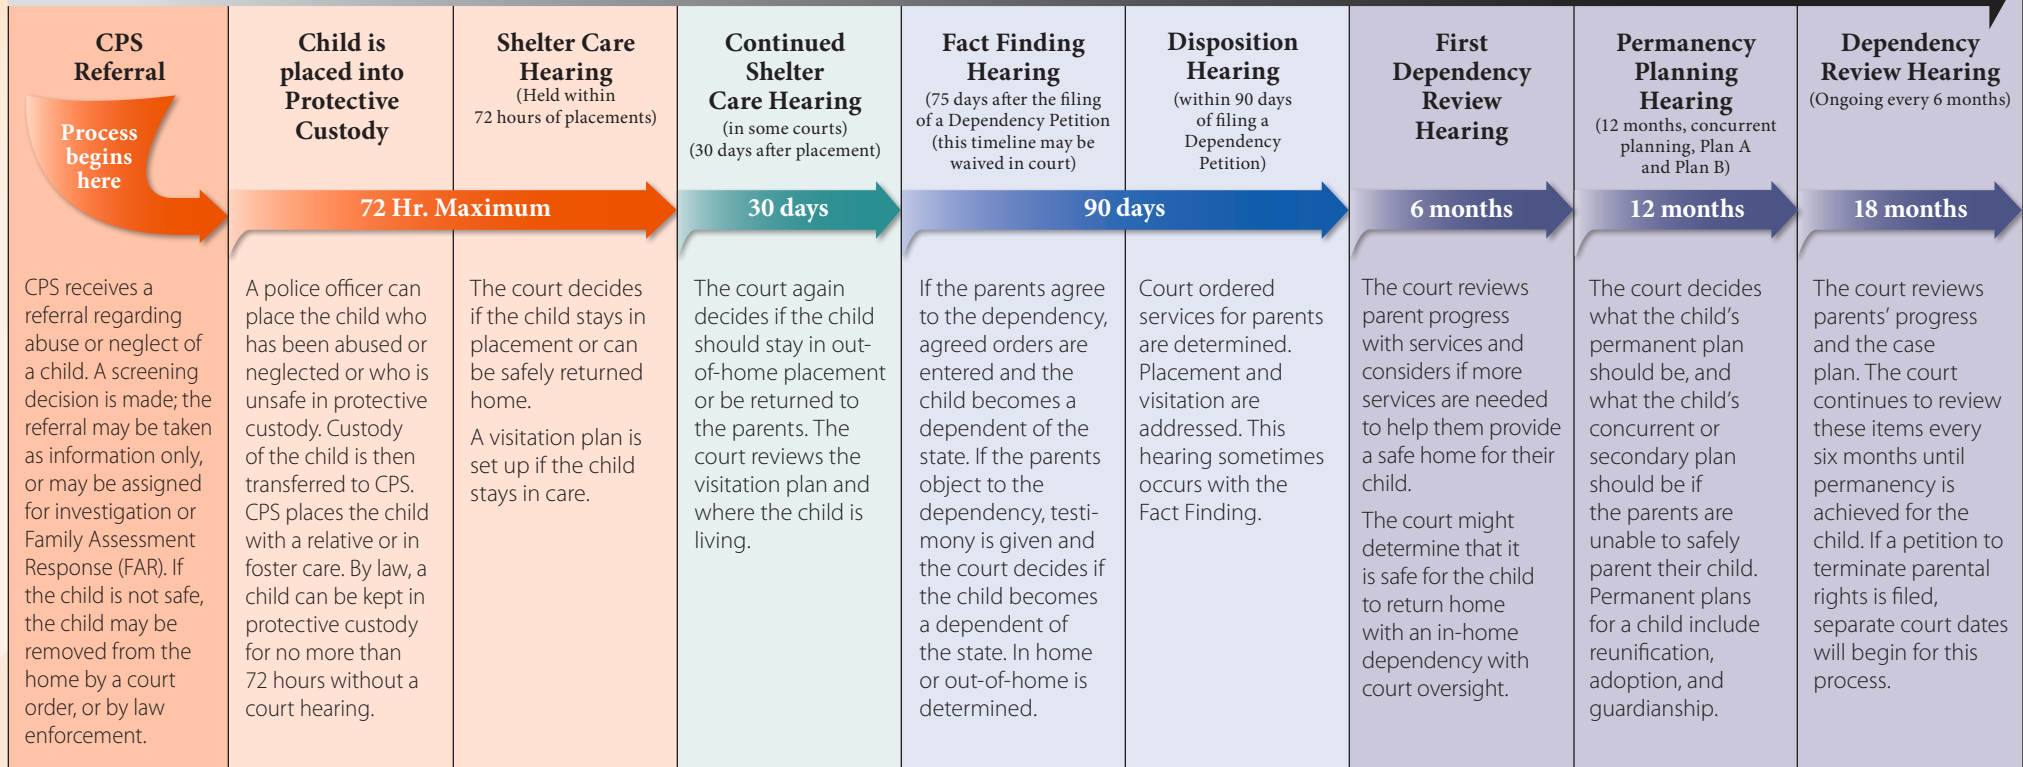 CPS
Referral
Process
begins
here
CPS receives a
referral regarding
abuse or neglect of
a child. A screening
decision is made; the
referral may be taken
as information only,
or may be assigned
for investigation or
Family Assessment
Response (FAR). If
the child is not safe,
the child may be
removed from the
home by a court
order, or by law
enforcement.
Child is
placed into
Protective
Custody
72 Hr. Maximum
A police officer can
place the child who
has been abused or
neglected or who is
unsafe in protective
custody. Custody
of the child is then
transferred to CPS.
CPS places the child
with a relative or in
foster care. By law, a
child can be kept in
protective custody
for no more than
72 hours without a
court hearing.
Shelter Care
Hearing
(Held within
72 hours of placements)
The court decides
if the child stays in
placement or can
be safely returned
home.
A visitation plan is
set up if the child
stays in care.
Continued
Shelter
Care Hearing
(in some courts)
(30 days after placement)
30 days
The court again
decides if the child
should stay in out-
of-home placement
or be returned to
the parents. The
court reviews the
visitation plan and
where the child is
living.
Fact Finding
Hearing
(75 days after the filing
of a Dependency Petition
(this timeline may be
waived in court)
90 days
If the parents agree
to the dependency,
agreed orders are
entered and the
child becomes a
dependent of the
state. If the parents
object to the
dependency, testi-
mony is given and
the court decides if
the child becomes
a dependent of
the state. In home
or out-of-home is
determined.
Disposition
Hearing
(within 90 days
of filing a
Dependency
Petition)
Court ordered
services for parents
are determined.
Placement and
visitation are
addressed. This
hearing sometimes
occurs with the
Fact Finding.
First
Dependency
Review
Hearing
6 months
The court reviews
parent progress
with services and
considers if more
services are needed
to help them provide
a safe home for their
child.
The court might
determine that it
is safe for the child
to return home
with an in-home
dependency with
court oversight.
Permanency
Planning
Hearing
(12 months, concurrent
planning, Plan A
and Plan B)
12 months
The court decides
what the child's
permanent plan
should be, and
what the child's
concurrent or
secondary plan
should be if
the parents are
unable to safely
parent their child.
Permanent plans
for a child include
reunification,
adoption, and
guardianship.
Dependency
Review Hearing
(Ongoing every 6 months)
18 months
The court reviews
parents' progress
and the case
plan. The court
continues to review
these items every
six months until
permanency is
achieved for the
child. If a petition to
terminate parental
rights is filed,
separate court dates
will begin for this
process.